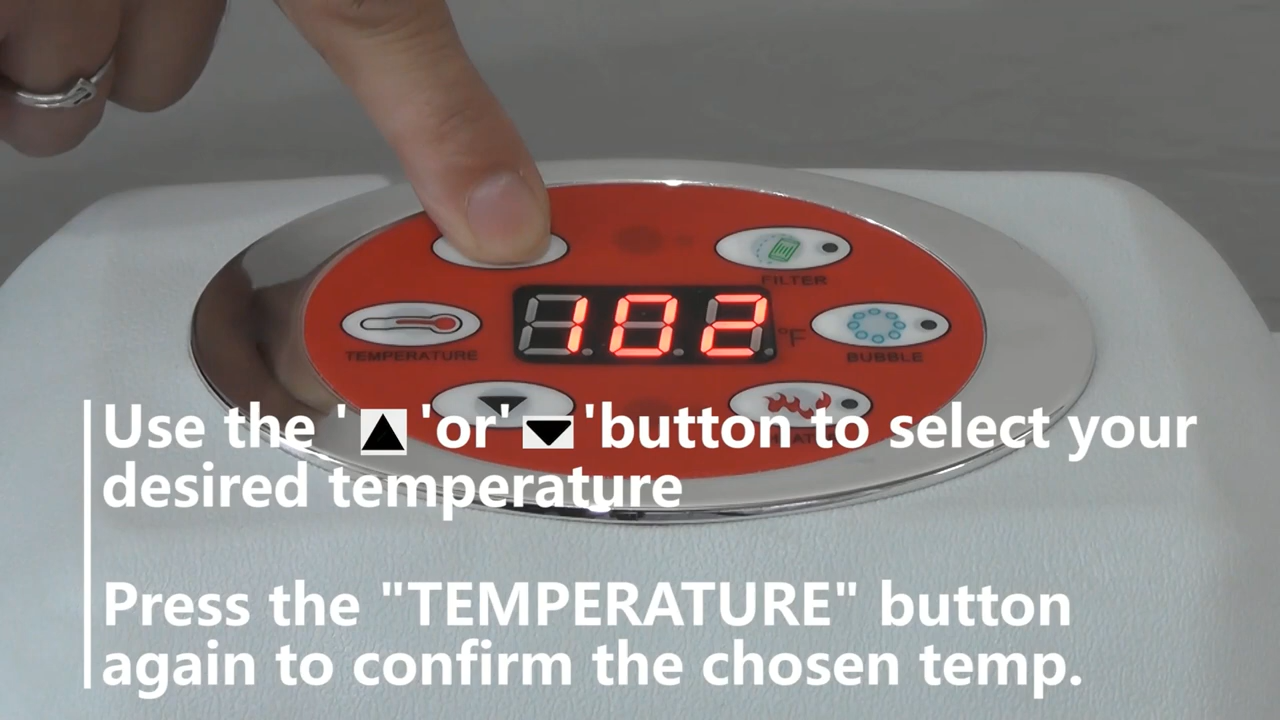 FILTER
102
°F
TEMPERATURE
BUBBLE
Use the '▲'or'▼'button to select your
desired temperature
Press the "TEMPERATURE" button
again to confirm the chosen temp.